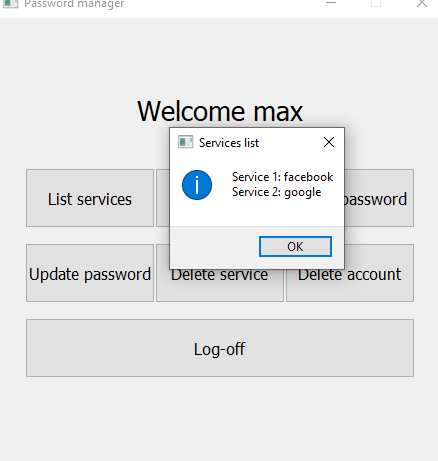 Password manager
Welcome max
Services list
Service 1: facebook
Service 2: google
OK
List services
password
Update password
Delete service
Delete account
Log-off